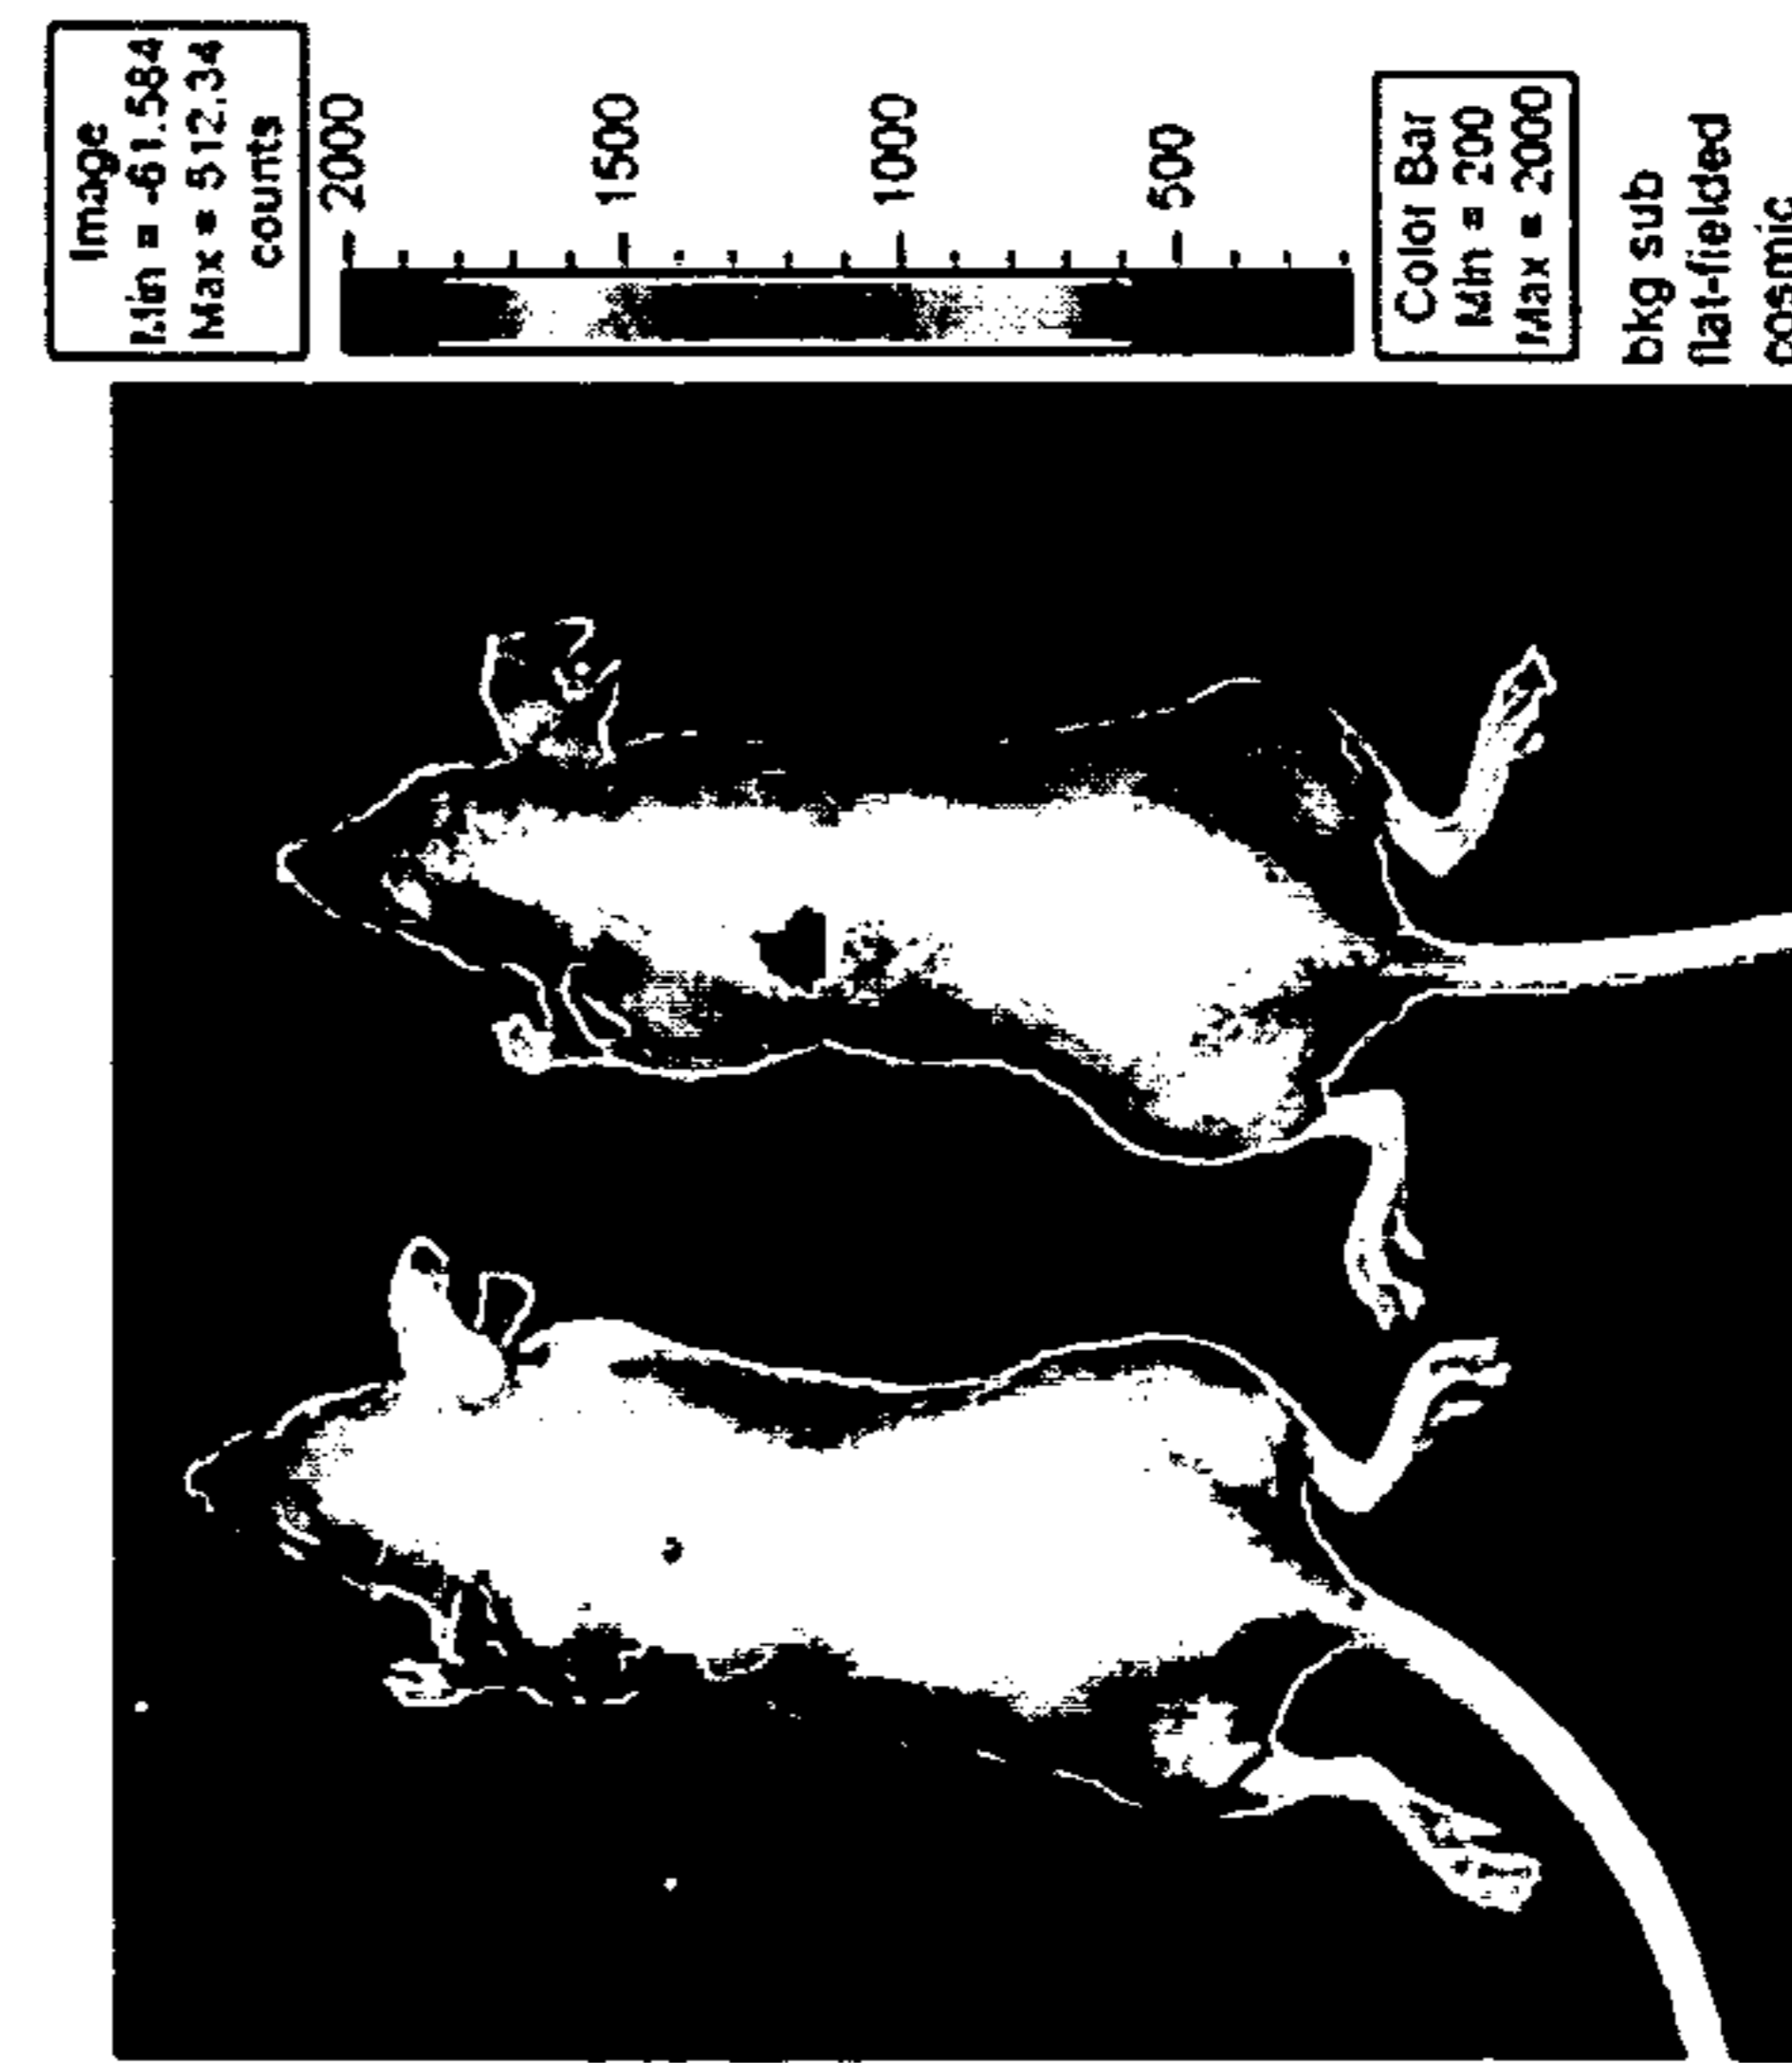 Image
Min = -61.584
Max = 512.34
counts
2000
1500
1000
500
Color Bar
Min = 200
Max = 2000
bkg sub
flat-fielded
cosmic